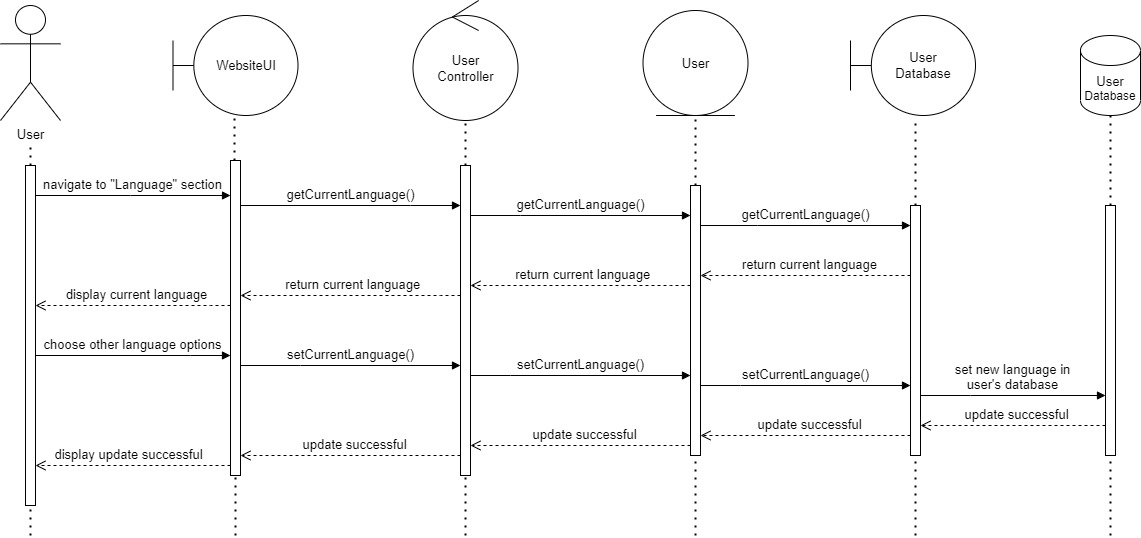 User
WebsiteUI
User
Controller
User
User
Database
User
Database
navigate to "Language" section
getCurrentLanguage()
getCurrentLanguage()
getCurrentLanguage()
return current language
return current language
return current language
display current language
choose other language options
setCurrentLanguage()
setCurrentLanguage()
setCurrentLanguage()
set new language in
user's database
update successful
update successful
update successful
update successful
display update successful